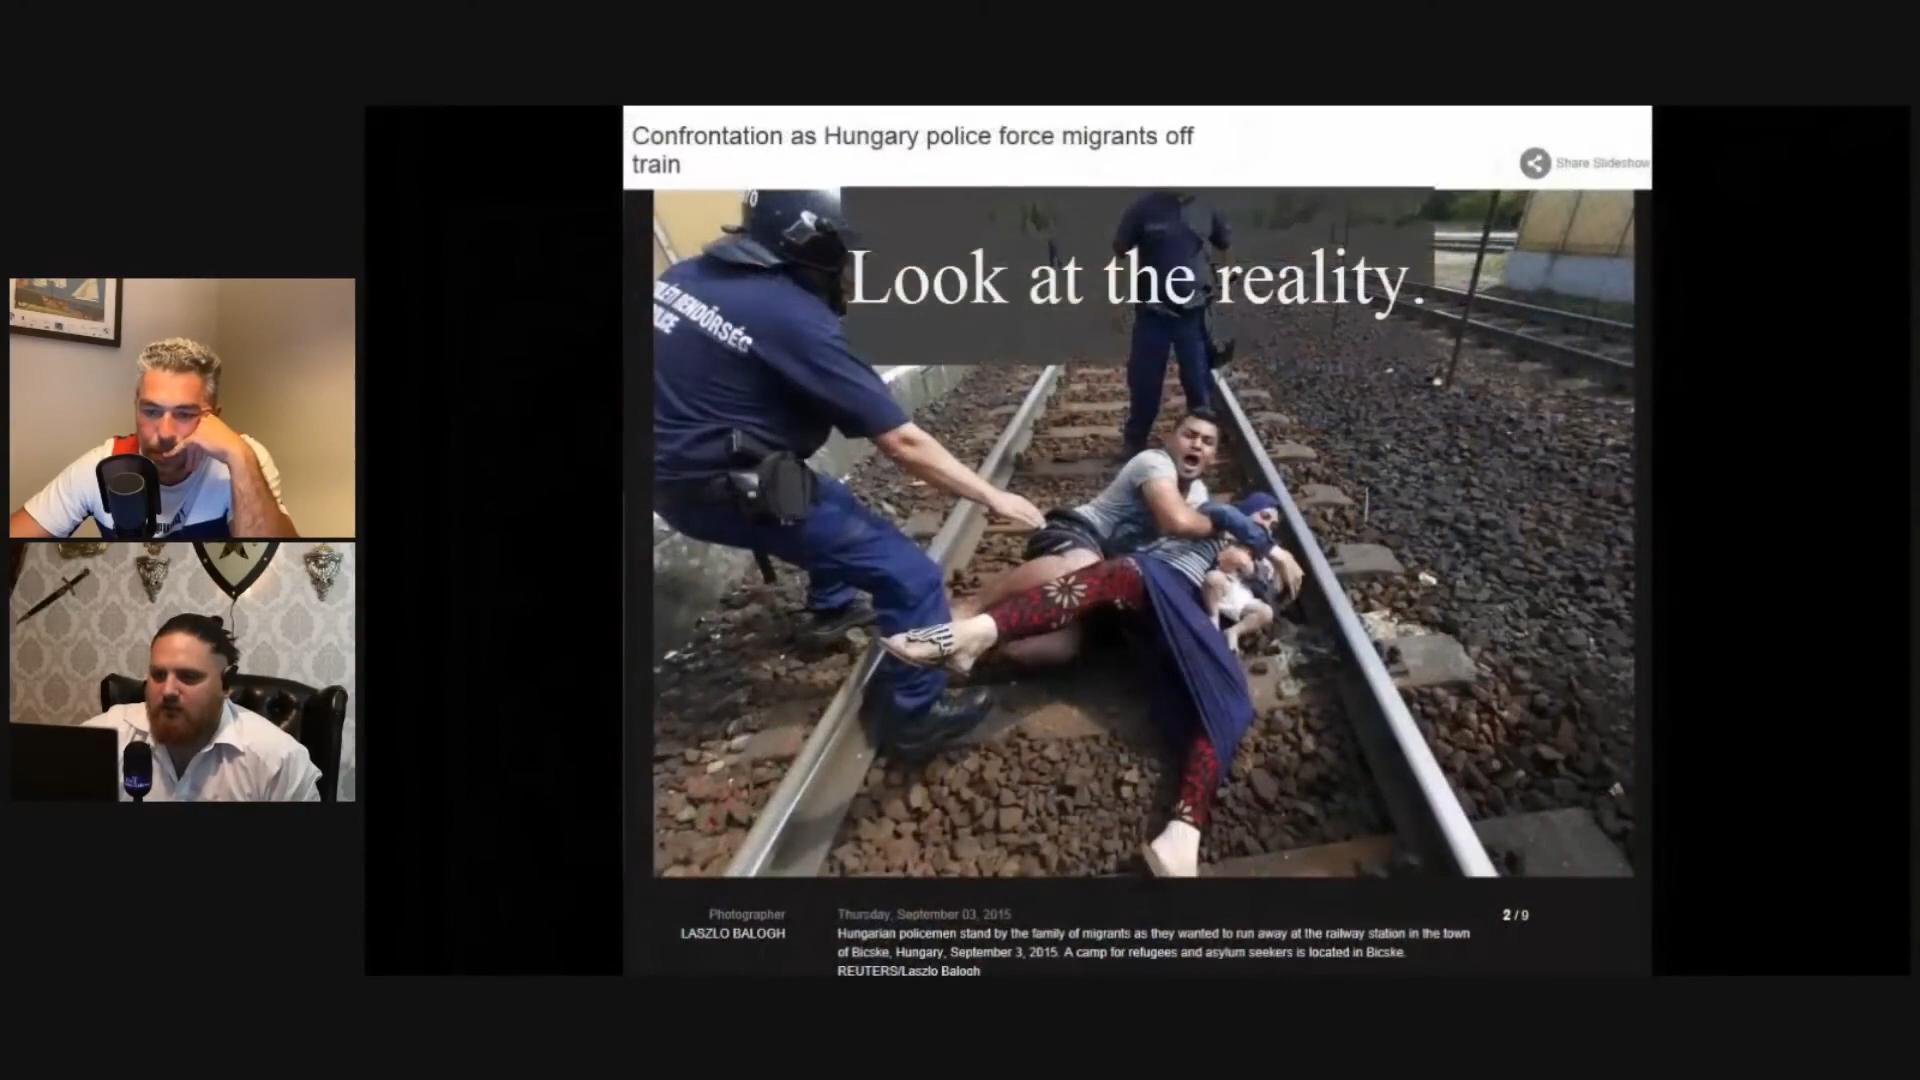 Confrontation as Hungary police force migrants off
train
Share Slideshow
Look at the reality.
RENDŐRSÉG
Photographer
LASZLO BALOGH
Thursday, September 03, 2015
2 / 9
Hungarian policemen stand by the family of migrants as they wanted to run away at the railway station in the town
of Bicske, Hungary, September 3, 2015. A camp for refugees and asylum seekers is located in Bicske.
REUTERS/Laszlo Balogh